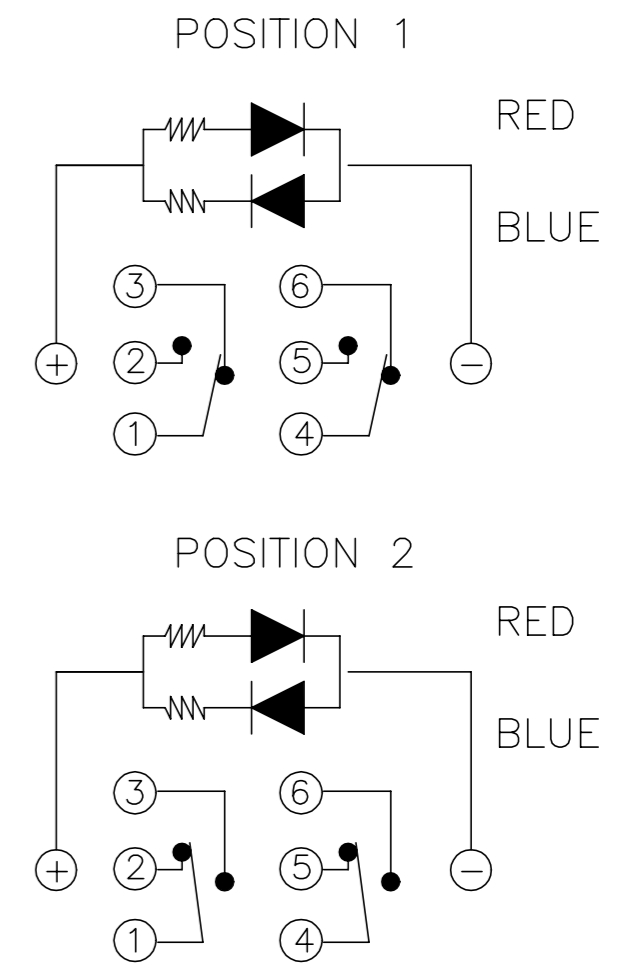 POSITION 1
RED
BLUE
3 6
+ 2 5 −
1 4
POSITION 2
RED
BLUE
3 6
+ 2 5 −
1 4